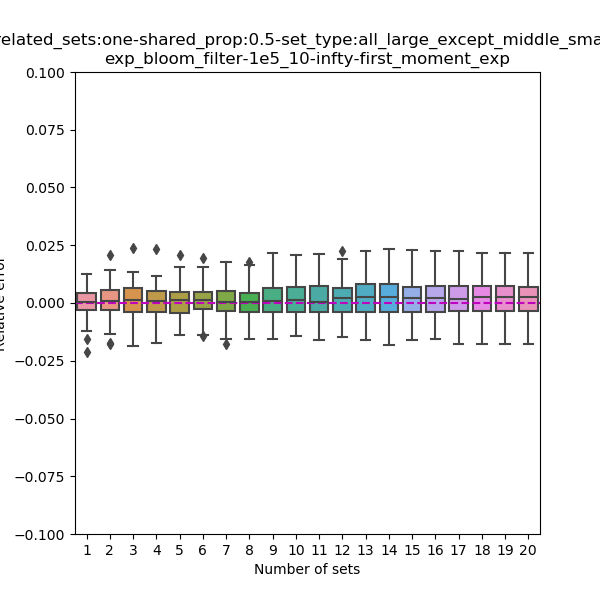 related_sets:one-shared_prop:0.5-set_type:all_large_except_middle_sma
exp_bloom_filter-1e5_10-infty-first_moment_exp
0.100
0.075
0.050
0.025
0.000
−0.025
−0.050
−0.075
−0.100
Relative error
1 2 3 4 5 6 7 8 9 10 11 12 13 14 15 16 17 18 19 20
Number of sets